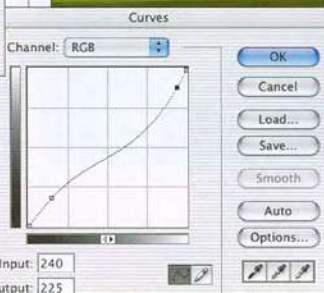 Curves
Channel: RGB
OK
Cancel
Load...
Save...
Smooth
Auto
Options...
Input: 240
Output: 225